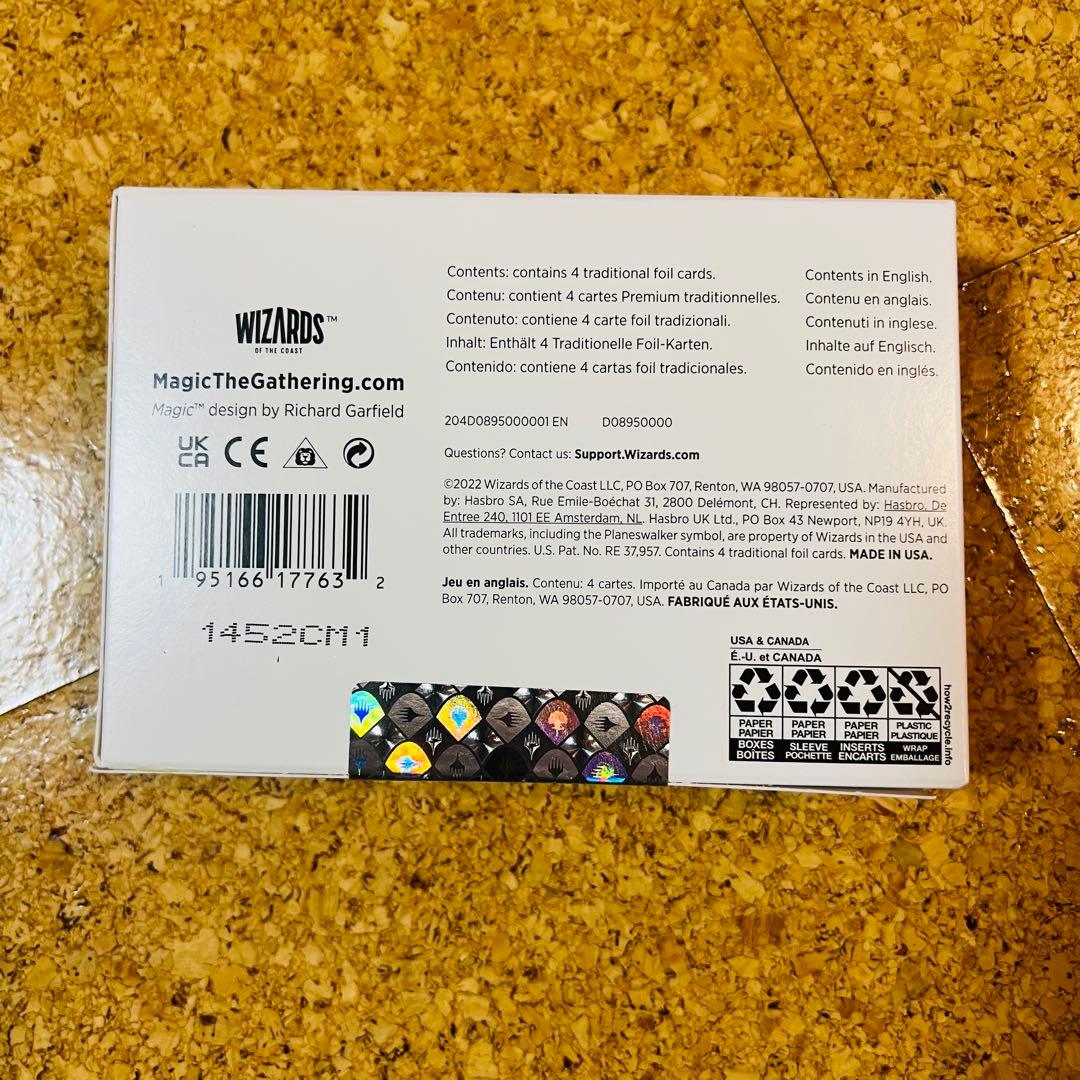 WIZARDS™
OF THE COAST
MagicTheGathering.com
Magic™ design by Richard Garfield
UK
CA CE
1 95166 17763 2
1452CM1
Contents: contains 4 traditional foil cards.
Contenu: contient 4 cartes Premium traditionnelles.
Contenuto: contiene 4 carte foil tradizionali.
Inhalt: Enthält 4 Traditionelle Foil-Karten.
Contenido: contiene 4 cartas foil tradicionales.
Contents in English.
Contenu en anglais.
Contenuti in inglese.
Inhalte auf Englisch.
Contenido en inglés.
204D0895000001 EN D08950000
Questions? Contact us: Support.Wizards.com
©2022 Wizards of the Coast LLC, PO Box 707, Renton, WA 98057-0707, USA. Manufactured
by: Hasbro SA, Rue Emile-Boéchat 31, 2800 Delémont, CH. Represented by: Hasbro, De
Entree 240, 1101 EE Amsterdam, NL. Hasbro UK Ltd., PO Box 43 Newport, NP19 4YH, UK.
All trademarks, including the Planeswalker symbol, are property of Wizards in the USA and
other countries. U.S. Pat. No. RE 37,957. Contains 4 traditional foil cards. MADE IN USA.
Jeu en anglais. Contenu: 4 cartes. Importé au Canada par Wizards of the Coast LLC, PO
Box 707, Renton, WA 98057-0707, USA. FABRIQUÉ AUX ÉTATS-UNIS.
USA & CANADA
É.-U. et CANADA
PAPER PAPER PAPER PLASTIC
PAPIER PAPIER PAPIER PLASTIQUE
BOXES SLEEVE INSERTS WRAP
BOÎTES POCHETTE ENCARTS EMBALLAGE
how2recycle.info